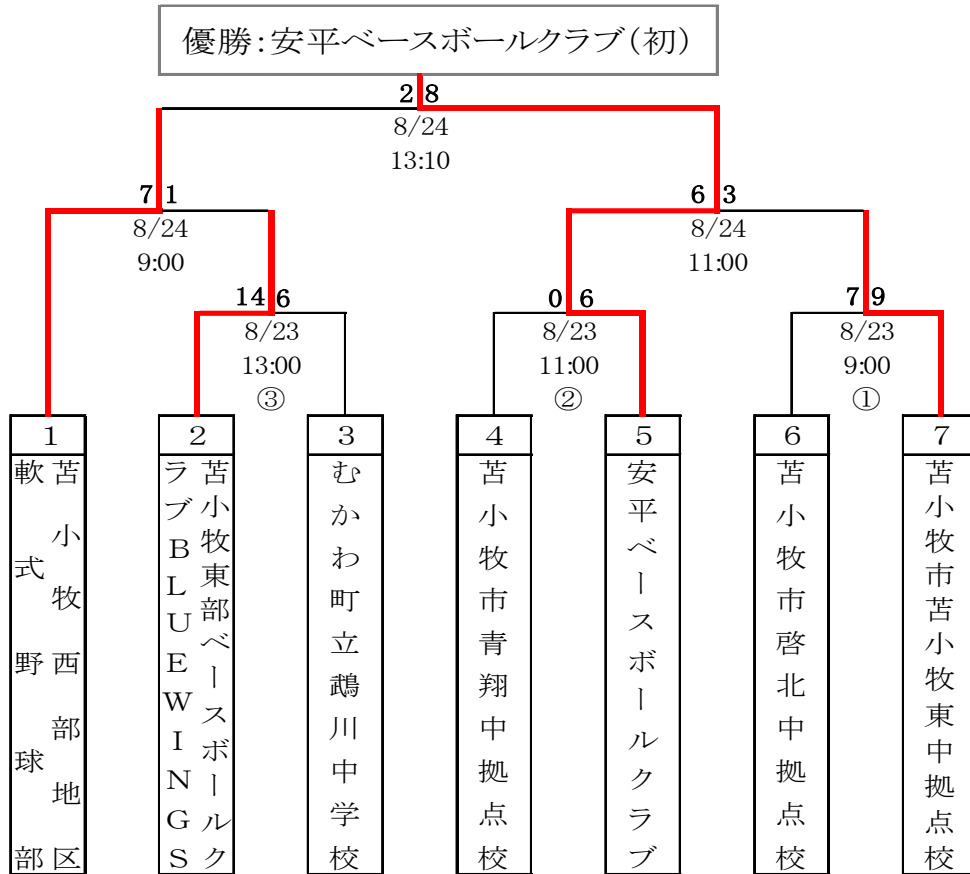 優勝:安平ベースボールクラブ(初)
2 8
8/24
13:10
7 1
8/24
9:00
6 3
8/24
11:00
14 6
8/23
13:00
③
0 6
8/23
11:00
②
7 9
8/23
9:00
①
1
苫小牧西部地区
軟式野球部
2
苫小牧東部ベースボールク
ラブBLUEWINGS
3
むかわ町立鵡川中学校
4
苫小牧市青翔中拠点校
5
安平ベースボールクラブ
6
苫小牧市啓北中拠点校
7
苫小牧市苫小牧東中拠点校